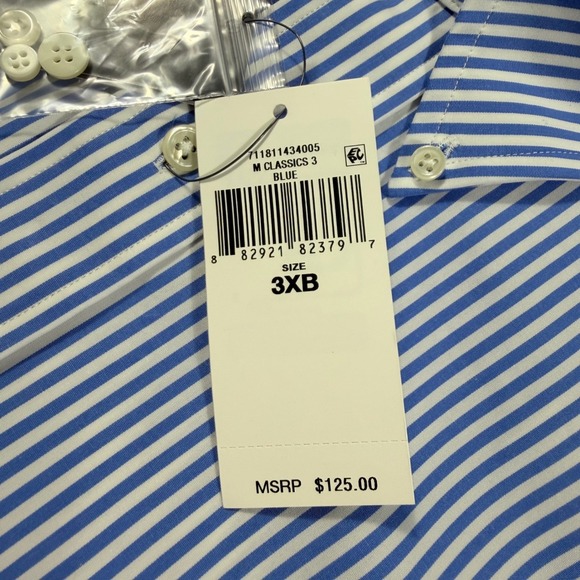 711811434005
M CLASSICS 3
BLUE
8 82921 82379 7
SIZE
3XB
MSRP $125.00